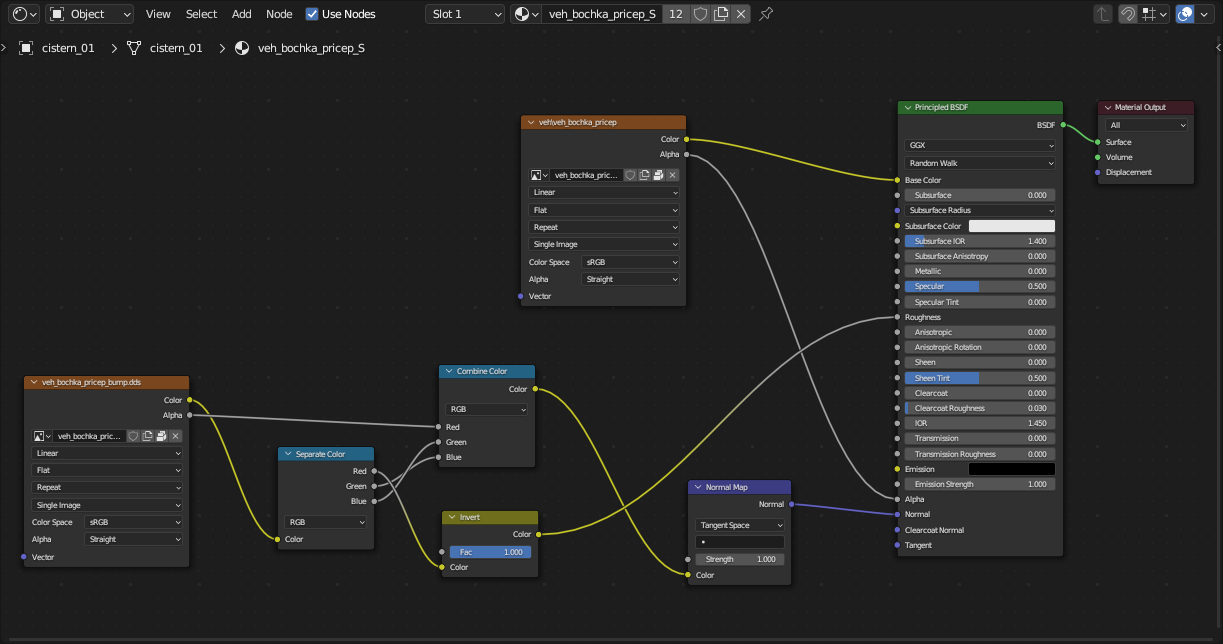 Object View Select Add Node Use Nodes Slot 1 veh_bochka_pricep_S 12
cistern_01 cistern_01 veh_bochka_pricep_S
veh\veh_bochka_pricep
Color
Alpha
veh_bochka_pric...
Linear
Flat
Repeat
Single Image
Color Space sRGB
Alpha Straight
Vector
Principled BSDF
BSDF
GGX
Random Walk
Base Color
Subsurface 0.000
Subsurface Radius
Subsurface Color
Subsurface IOR 1.400
Subsurface Anisotropy 0.000
Metallic 0.000
Specular 0.500
Specular Tint 0.000
Roughness
Anisotropic 0.000
Anisotropic Rotation 0.000
Sheen 0.000
Sheen Tint 0.500
Clearcoat 0.000
Clearcoat Roughness 0.030
IOR 1.450
Transmission 0.000
Transmission Roughness 0.000
Emission
Emission Strength 1.000
Alpha
Normal
Clearcoat Normal
Tangent
Material Output
All
Surface
Volume
Displacement
veh_bochka_pricep_bump.dds
Color
Alpha
veh_bochka_pric...
Linear
Flat
Repeat
Single Image
Color Space sRGB
Alpha Straight
Vector
Separate Color
Red
Green
Blue
RGB
Color
Combine Color
Color
RGB
Red
Green
Blue
Invert
Color
Fac 1.000
Color
Normal Map
Normal
Tangent Space
Strength 1.000
Color